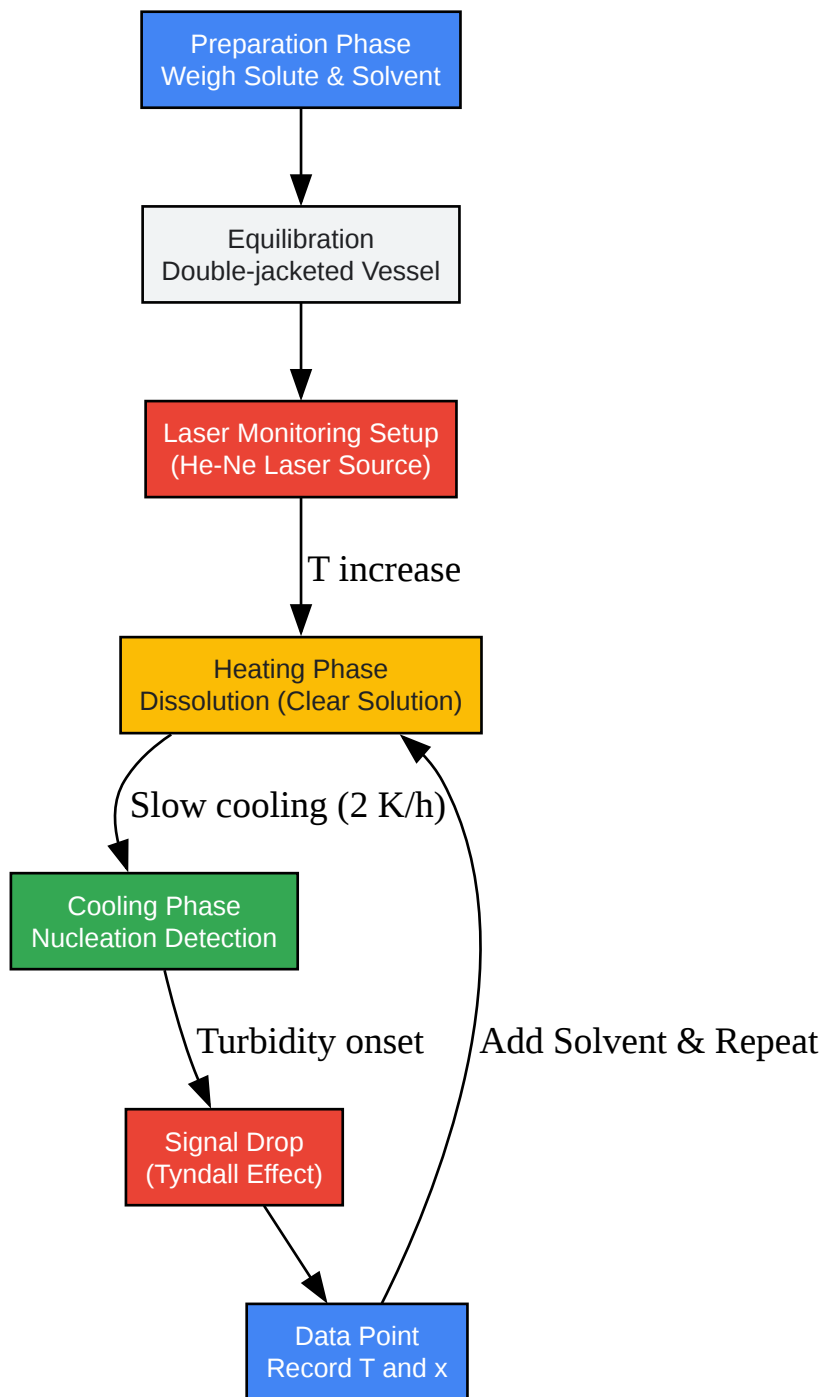 Preparation Phase
Weigh Solute & Solvent
Equilibration
Double-jacketed Vessel
Laser Monitoring Setup
(He-Ne Laser Source)
T increase
Heating Phase
Dissolution (Clear Solution)
Slow cooling (2 K/h)
Cooling Phase
Nucleation Detection
Turbidity onset
Add Solvent & Repeat
Signal Drop
(Tyndall Effect)
Data Point
Record T and x